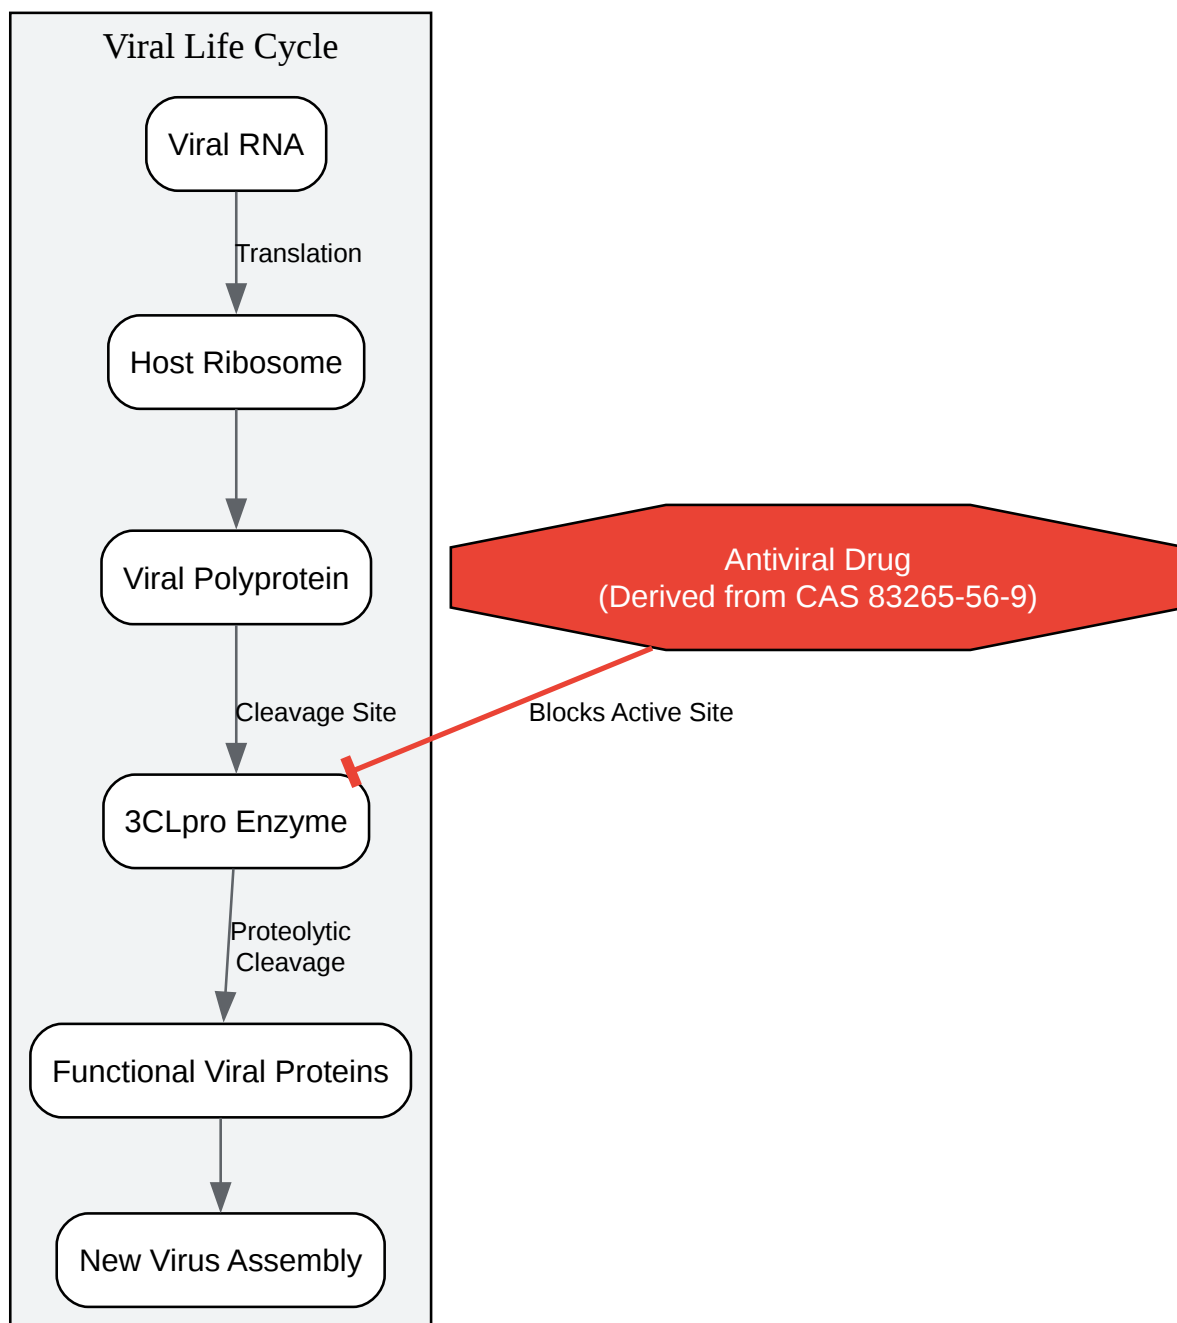 Viral Life Cycle
Viral RNA
Translation
Host Ribosome
Viral Polyprotein
Antiviral Drug
(Derived from CAS 83265-56-9)
Cleavage Site
Blocks Active Site
3CLpro Enzyme
Proteolytic
Cleavage
Functional Viral Proteins
New Virus Assembly